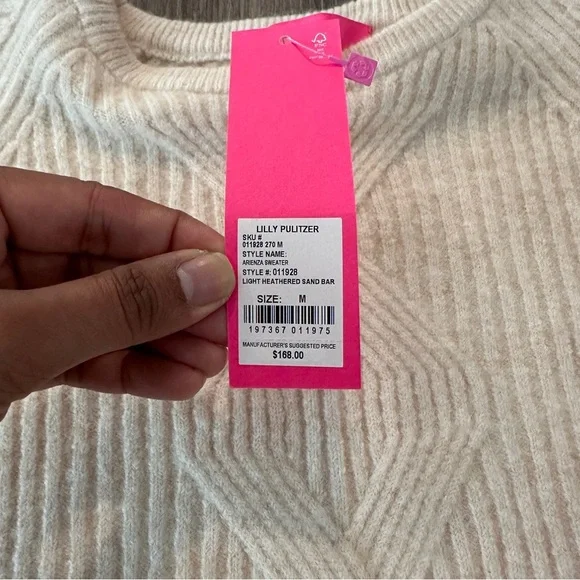 FSC
LILLY PULITZER
SKU #
011928 270 M
STYLE NAME:
ARIENZA SWEATER
STYLE #: 011928
LIGHT HEATHERED SAND BAR
SIZE: M
197367 011975
MANUFACTURER'S SUGGESTED PRICE
$168.00